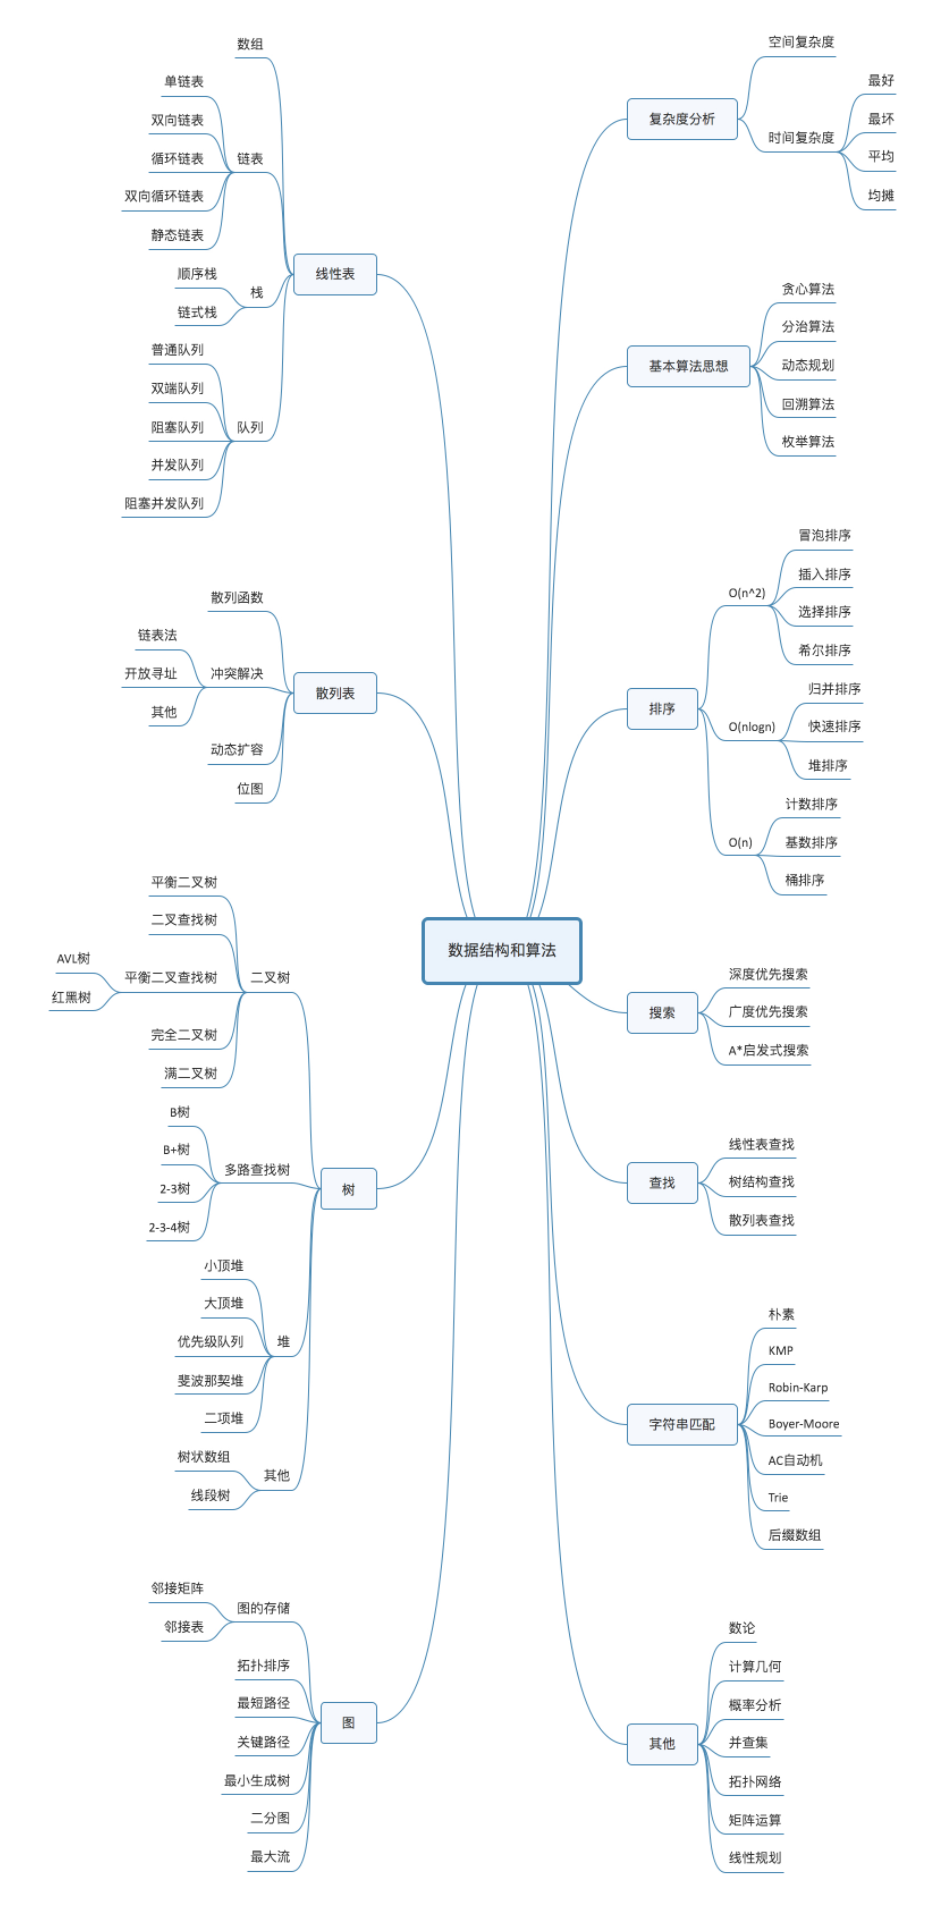 数据结构和算法
线性表
数组
链表
单链表
双向链表
循环链表
双向循环链表
静态链表
栈
顺序栈
链式栈
队列
普通队列
双端队列
阻塞队列
并发队列
阻塞并发队列
散列表
散列函数
冲突解决
链表法
开放寻址
其他
动态扩容
位图
树
二叉树
平衡二叉树
二叉查找树
平衡二叉查找树
AVL树
红黑树
完全二叉树
满二叉树
多路查找树
B树
B+树
2-3树
2-3-4树
堆
小顶堆
大顶堆
优先级队列
斐波那契堆
二项堆
其他
树状数组
线段树
图
图的存储
邻接矩阵
邻接表
拓扑排序
最短路径
关键路径
最小生成树
二分图
最大流
复杂度分析
空间复杂度
时间复杂度
最好
最坏
平均
均摊
基本算法思想
贪心算法
分治算法
动态规划
回溯算法
枚举算法
排序
O(n^2)
冒泡排序
插入排序
选择排序
希尔排序
O(nlogn)
归并排序
快速排序
堆排序
O(n)
计数排序
基数排序
桶排序
搜索
深度优先搜索
广度优先搜索
A*启发式搜索
查找
线性表查找
树结构查找
散列表查找
字符串匹配
朴素
KMP
Robin-Karp
Boyer-Moore
AC自动机
Trie
后缀数组
其他
数论
计算几何
概率分析
并查集
拓扑网络
矩阵运算
线性规划